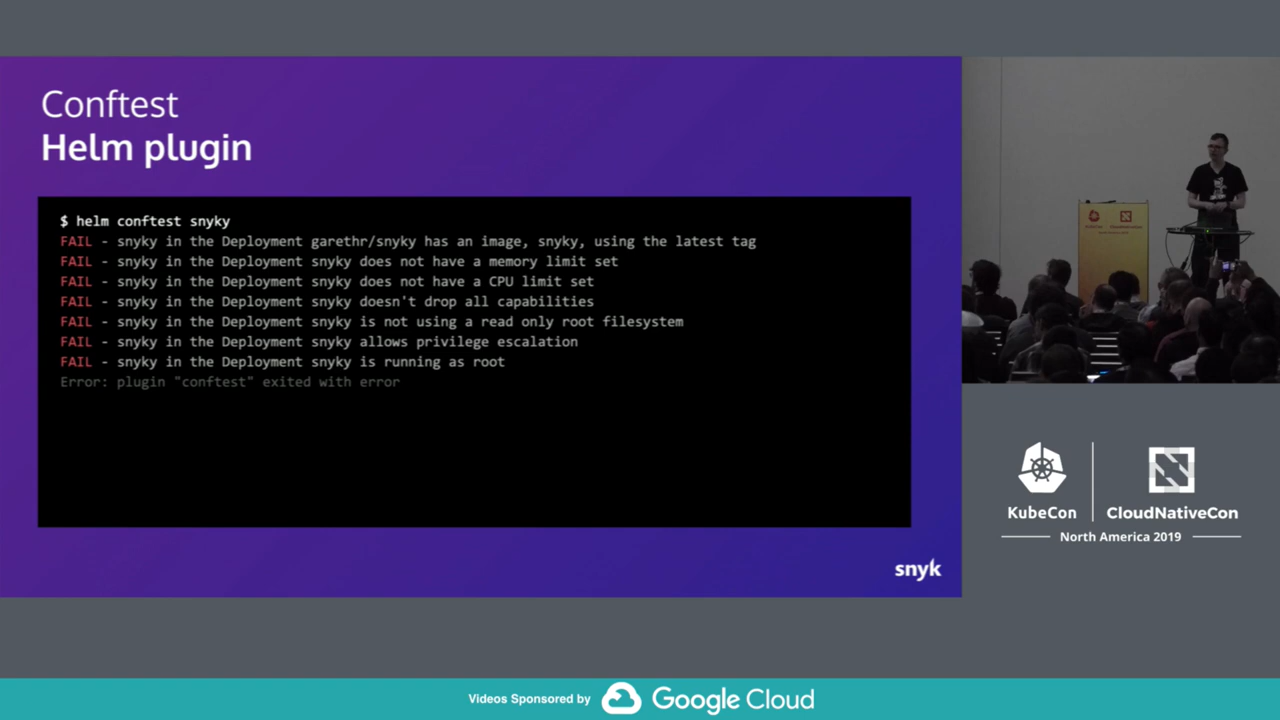 Conftest
Helm plugin
$ helm conftest snyky
FAIL - snyky in the Deployment garethr/snyky has an image, snyky, using the latest tag
FAIL - snyky in the Deployment snyky does not have a memory limit set
FAIL - snyky in the Deployment snyky does not have a CPU limit set
FAIL - snyky in the Deployment snyky doesn't drop all capabilities
FAIL - snyky in the Deployment snyky is not using a read only root filesystem
FAIL - snyky in the Deployment snyky allows privilege escalation
FAIL - snyky in the Deployment snyky is running as root
Error: plugin "conftest" exited with error
snyk
KubeCon
CloudNativeCon
North America 2019
Videos Sponsored by
Google Cloud